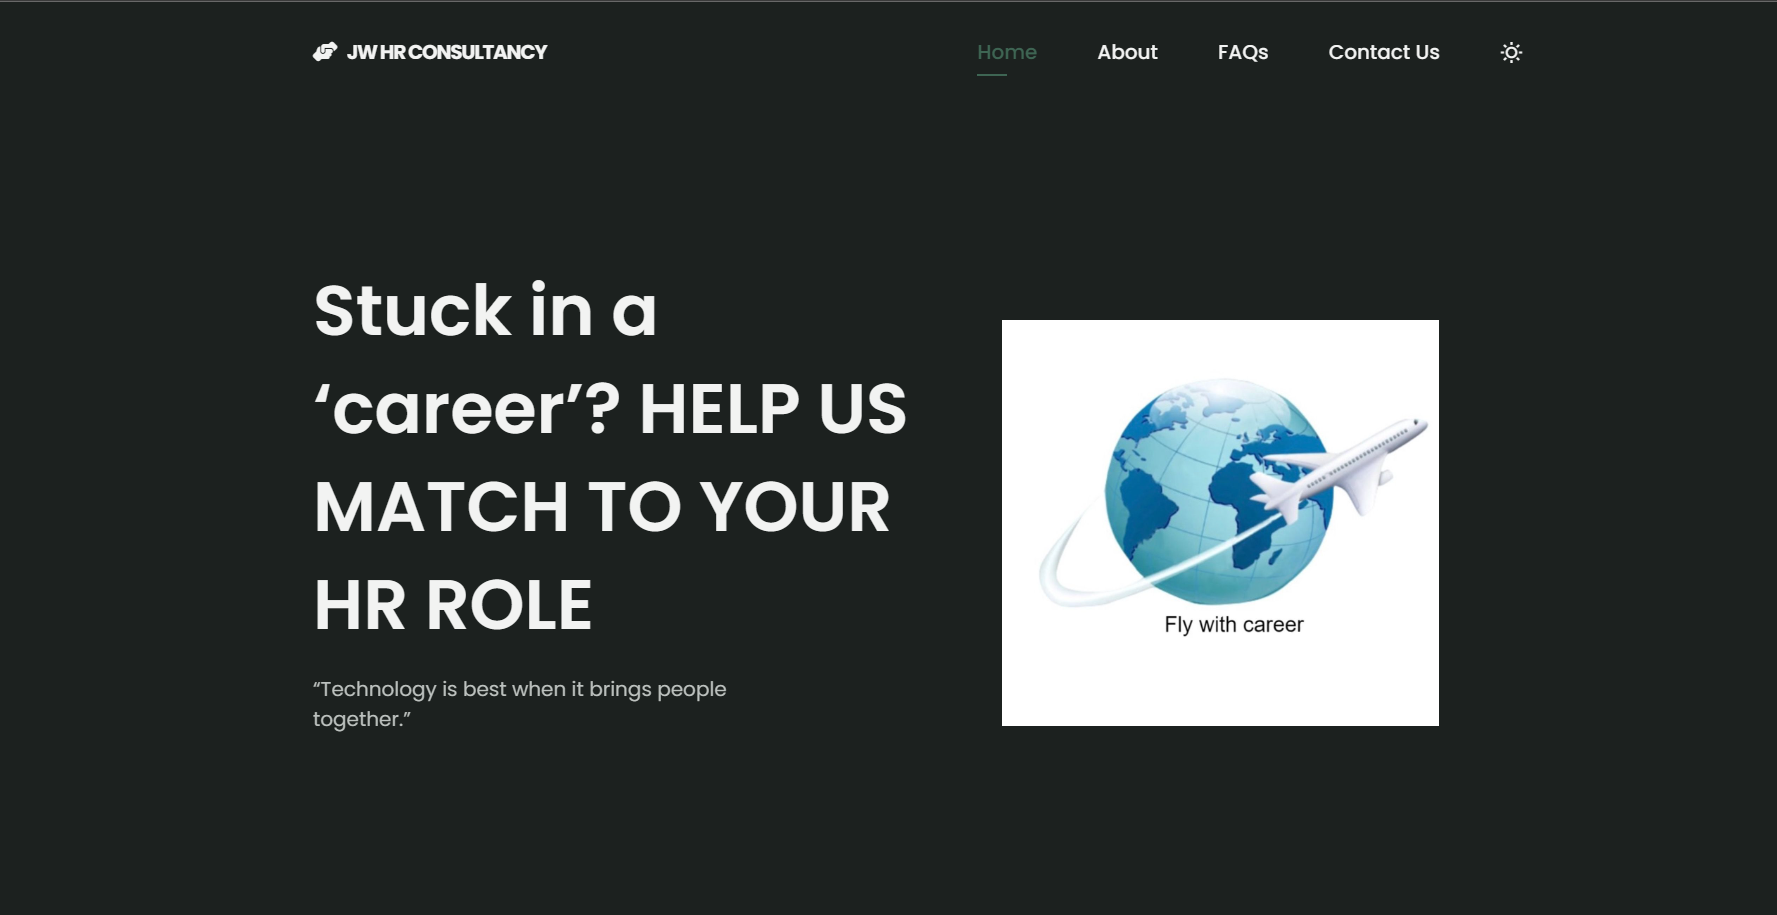 JW HR CONSULTANCY
Home
About
FAQs
Contact Us
Stuck in a
‘career’? HELP US
MATCH TO YOUR
HR ROLE
“Technology is best when it brings people
together.”
Fly with career